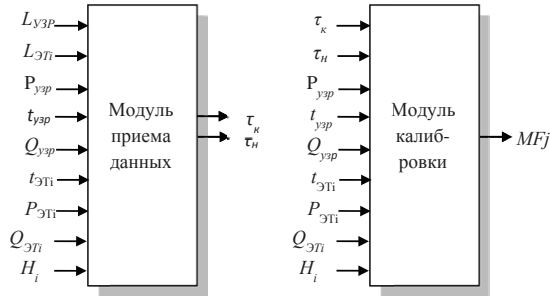 L_УЗР
L_ЭТi
P_узр
t_узр
Q_узр
t_ЭТi
P_ЭТi
Q_ЭТi
H_i
Модуль
приема
данных
τ_к
τ_н
τ_к
τ_н
P_узр
t_узр
Q_узр
t_ЭТi
P_ЭТi
Q_ЭТi
H_i
Модуль
калиб-
ровки
MFj